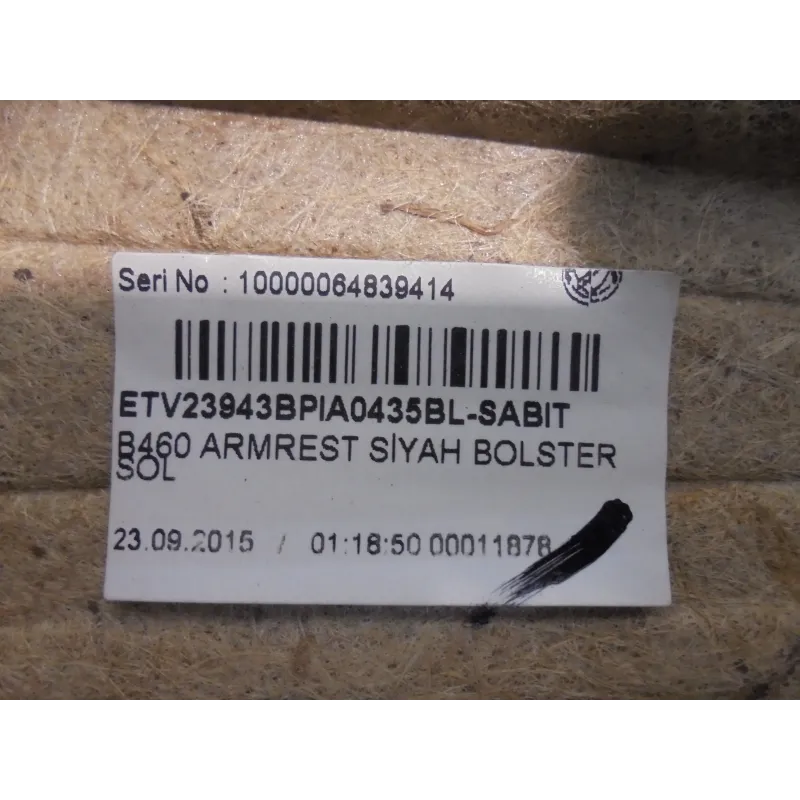 Seri No : 10000064839414
ETV23943BPIA0435BL-SABIT
B460 ARMREST SİYAH BOLSTER
SOL
23.09.2015 / 01:18:50 00011878